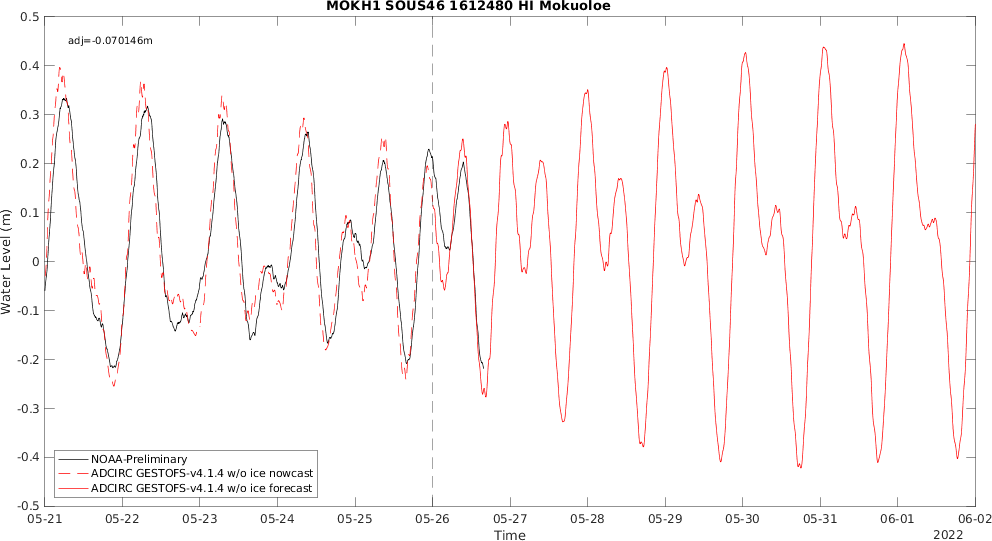 MOKH1 SOUS46 1612480 HI Mokuoloe
adj=-0.070146m
0.5
0.4
0.3
0.2
0.1
0
-0.1
-0.2
-0.3
-0.4
-0.5
Water Level (m)
NOAA-Preliminary
ADCIRC GESTOFS-v4.1.4 w/o ice nowcast
ADCIRC GESTOFS-v4.1.4 w/o ice forecast
05-21 05-22 05-23 05-24 05-25 05-26 05-27 05-28 05-29 05-30 05-31 06-01 06-02
Time
2022